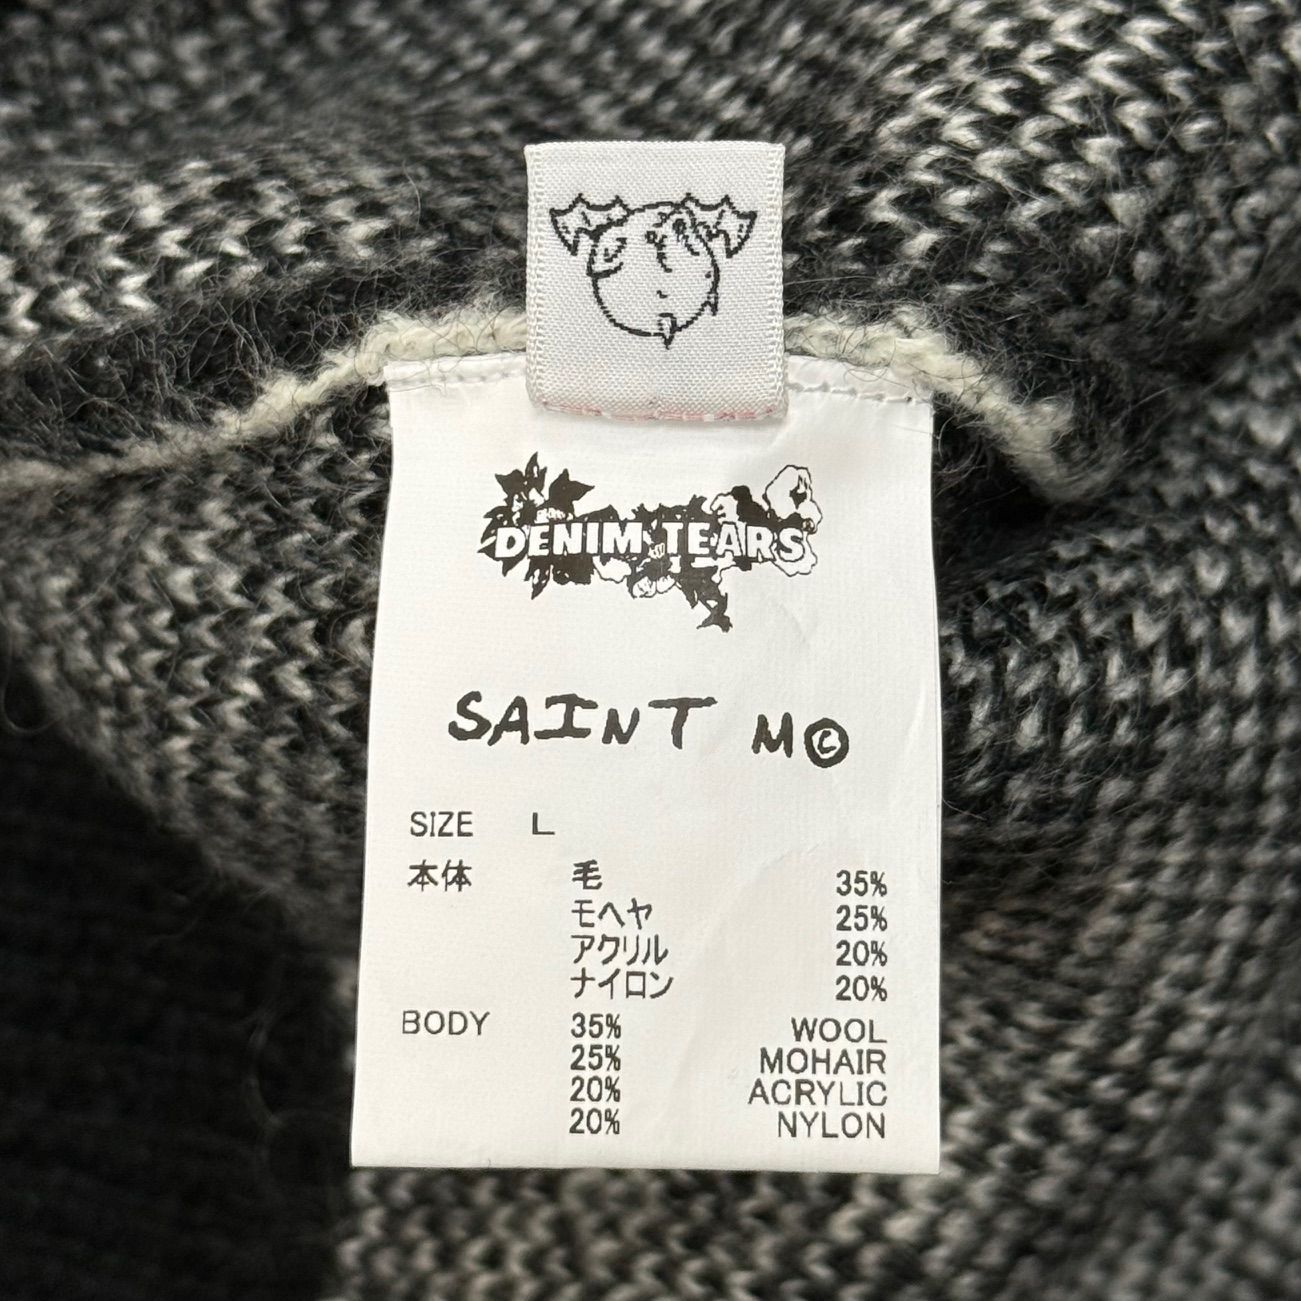 DENIM TEARS
SAINT M©
SIZE L
本体 毛 35%
モヘヤ 25%
アクリル 20%
ナイロン 20%
BODY 35% WOOL
25% MOHAIR
20% ACRYLIC
20% NYLON